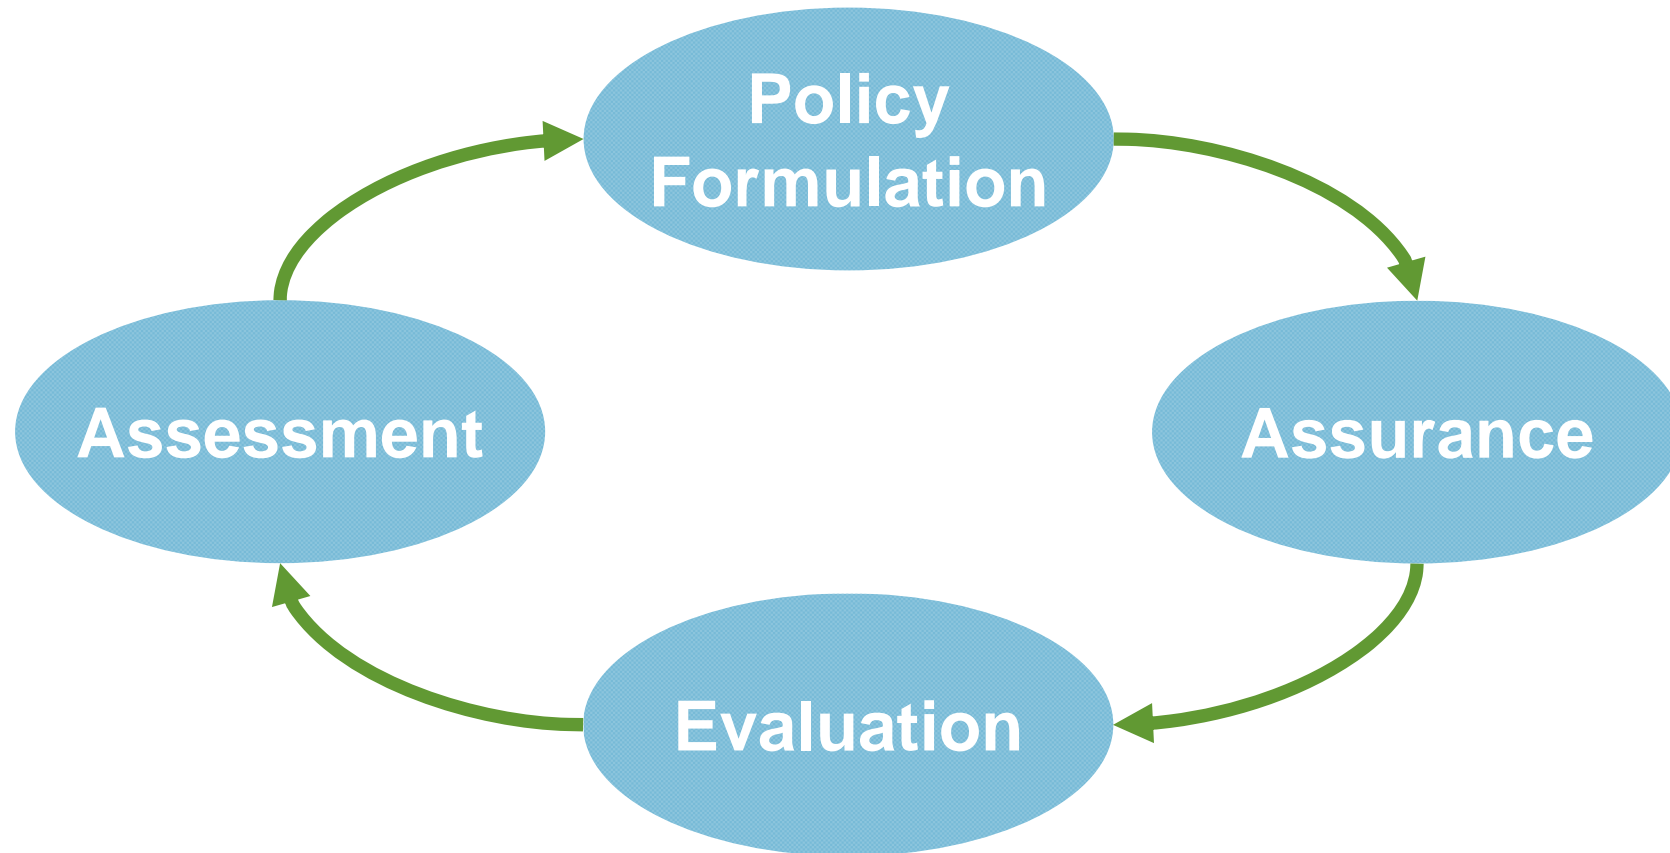 Policy
Formulation
Assessment
Assurance
Evaluation